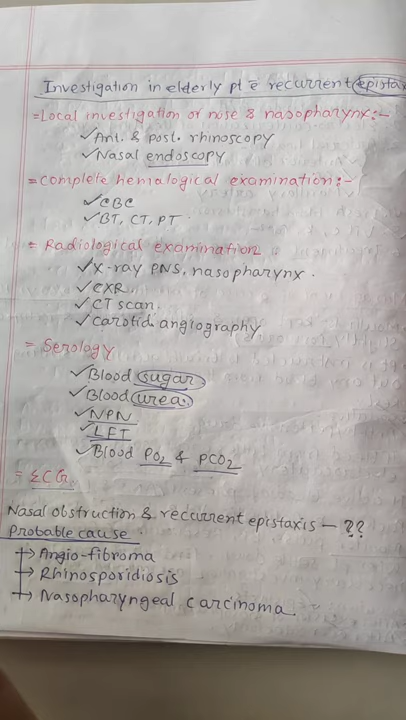 Investigation in elderly pt c̄ recurrent epista
=Local investigation of nose & nasopharynx:-
✓Ant. & post. rhinoscopy
✓Nasal endoscopy
=Complete hemalogical examination:-
✓CBC
✓BT, CT, PT.
= Radiological examination
✓X-ray PNS, nasopharynx.
✓CXR
✓CT scan
✓carotid angiography
= Serology
✓Blood sugar
✓Blood urea.
✓NPN
✓LFT
✓Blood PO2 & PCO2
= ECG
Nasal obstruction & recurrent epistaxis - ??
Probable cause
→ Angio-fibroma
→ Rhinosporidiosis
→ Nasopharyngeal carcinoma.